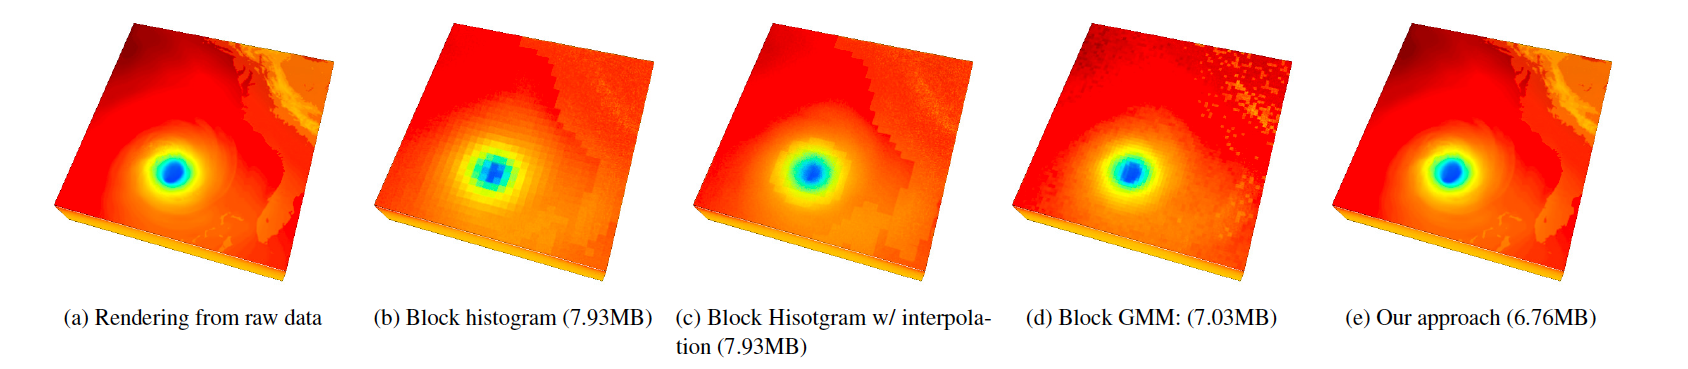 (a) Rendering from raw data
(b) Block histogram (7.93MB)
(c) Block Hisotgram w/ interpola-
tion (7.93MB)
(d) Block GMM: (7.03MB)
(e) Our approach (6.76MB)